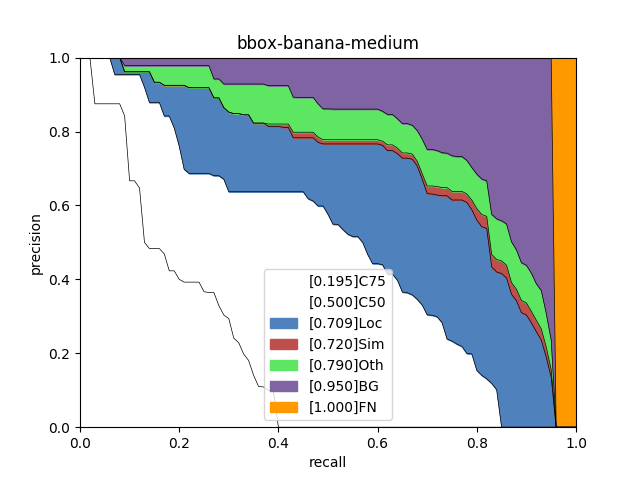 bbox-banana-medium
precision
1.0
0.8
0.6
0.4
0.2
0.0
[0.195]C75
[0.500]C50
[0.709]Loc
[0.720]Sim
[0.790]Oth
[0.950]BG
[1.000]FN
0.0 0.2 0.4 0.6 0.8 1.0
recall